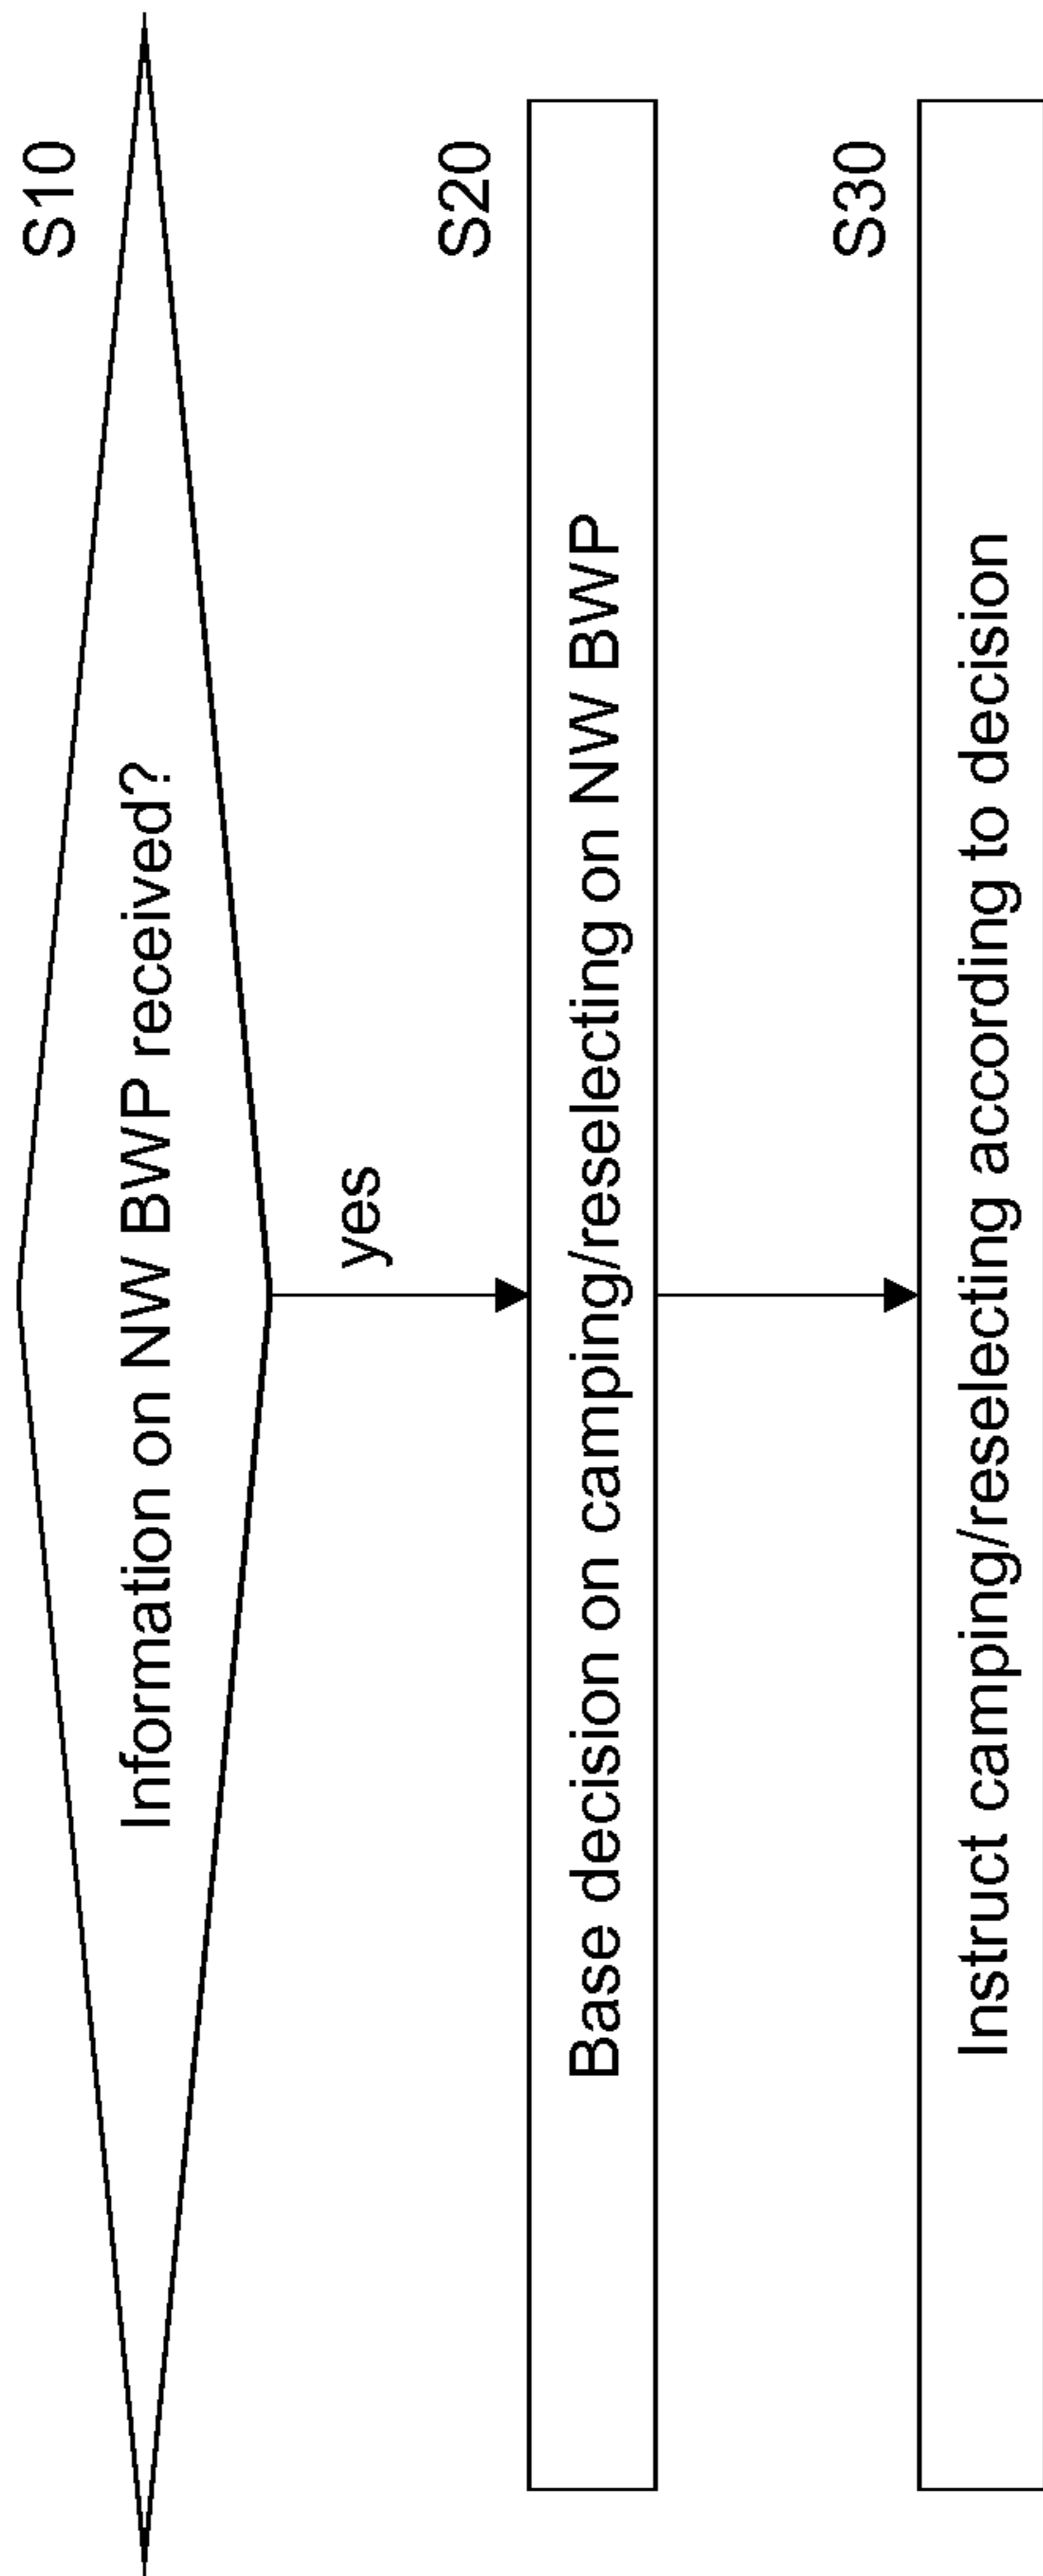 S10
Information on NW BWP received?
yes
S20
Base decision on camping/reselecting on NW BWP
S30
Instruct camping/reselecting according to decision